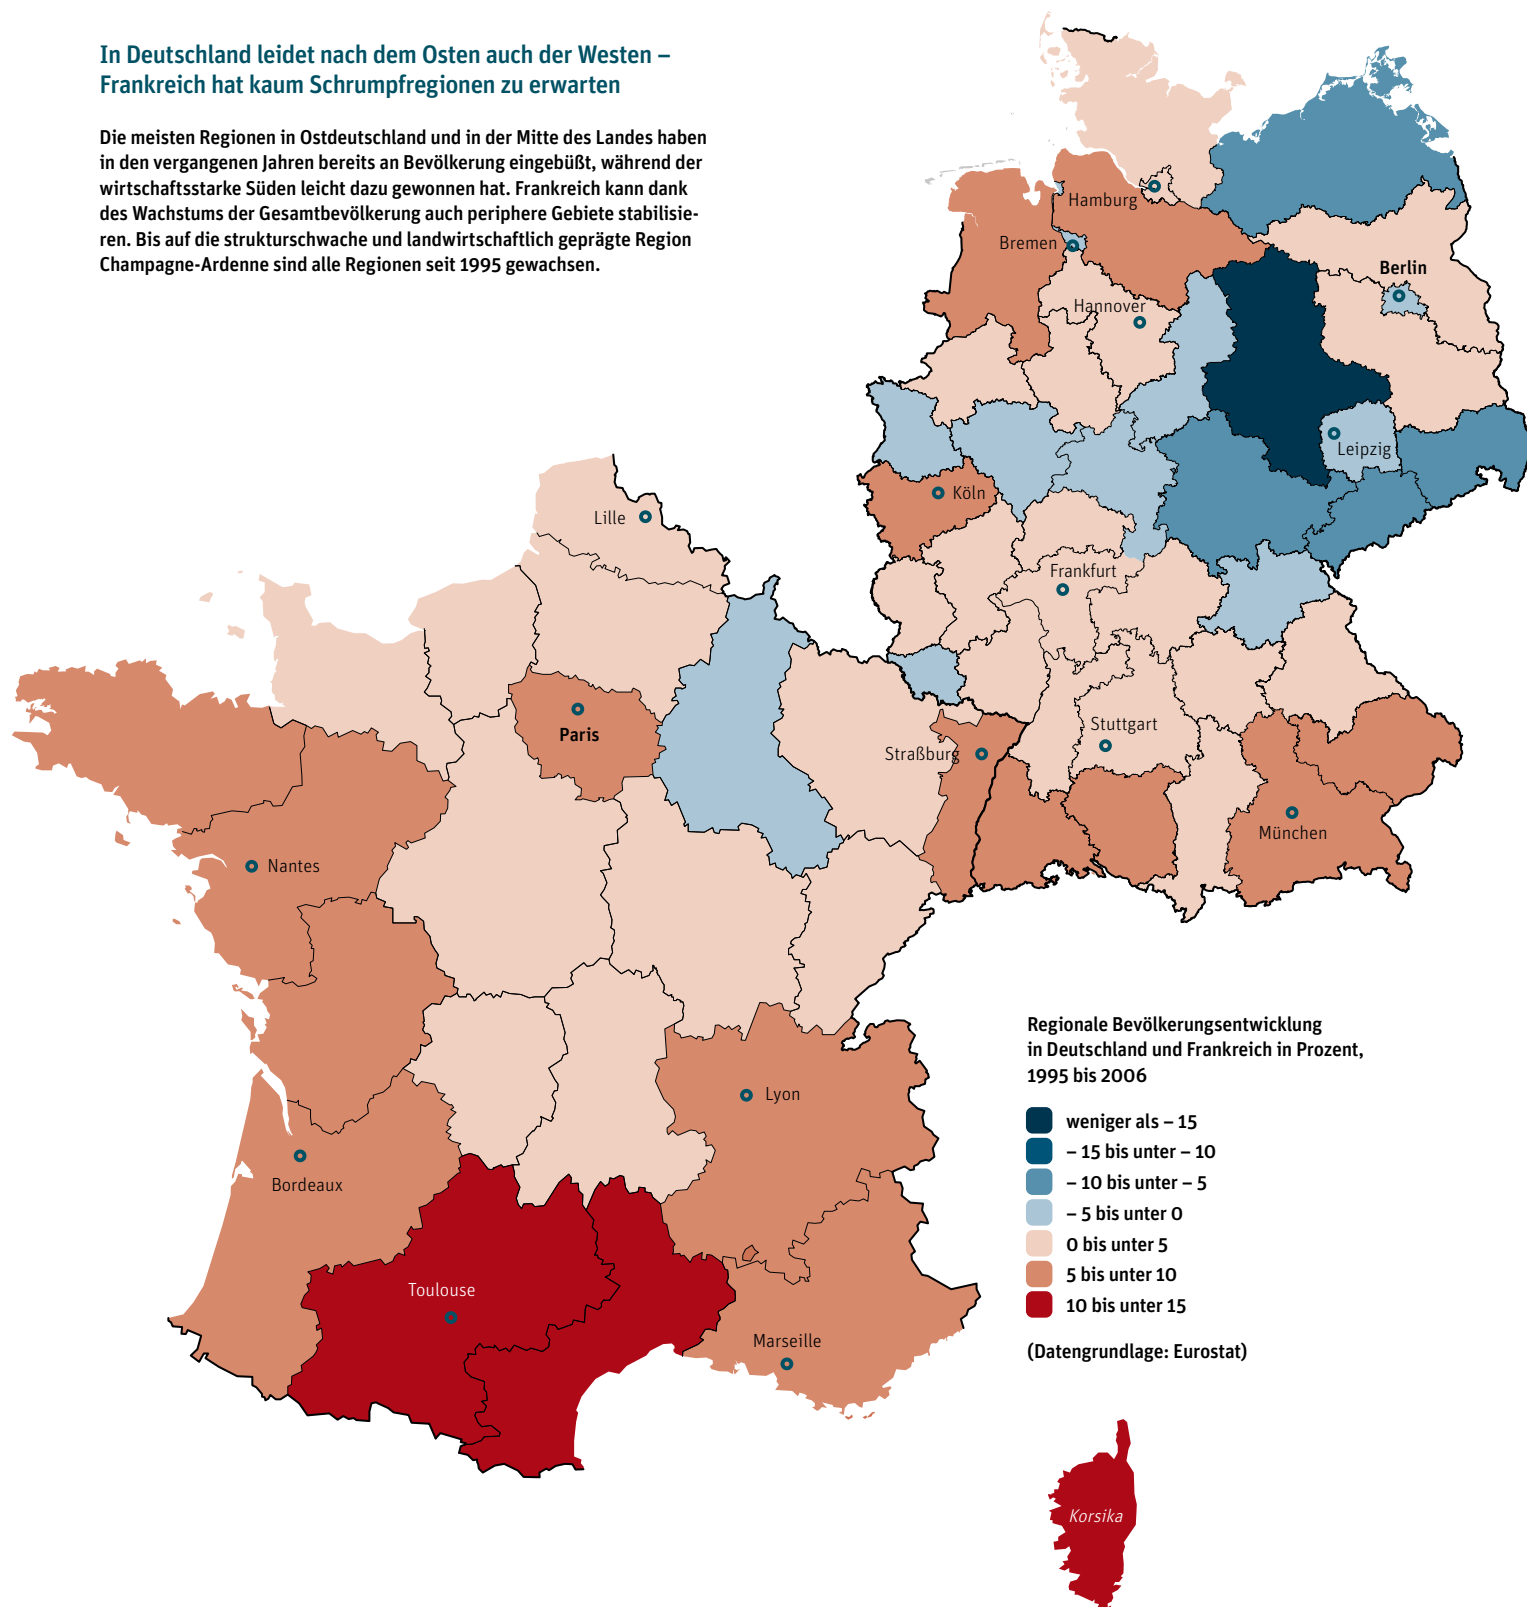 In Deutschland leidet nach dem Osten auch der Westen –
Frankreich hat kaum Schrumpfregionen zu erwarten
Die meisten Regionen in Ostdeutschland und in der Mitte des Landes haben
in den vergangenen Jahren bereits an Bevölkerung eingebüßt, während der
wirtschaftsstarke Süden leicht dazu gewonnen hat. Frankreich kann dank
des Wachstums der Gesamtbevölkerung auch periphere Gebiete stabilisie-
ren. Bis auf die strukturschwache und landwirtschaftlich geprägte Region
Champagne-Ardenne sind alle Regionen seit 1995 gewachsen.
Hamburg
Bremen
Berlin
Hannover
Leipzig
Köln
Lille
Frankfurt
Paris
Stuttgart
Straßburg
München
Nantes
Lyon
Bordeaux
Toulouse
Marseille
Regionale Bevölkerungsentwicklung
in Deutschland und Frankreich in Prozent,
1995 bis 2006
weniger als – 15
– 15 bis unter – 10
– 10 bis unter – 5
– 5 bis unter 0
0 bis unter 5
5 bis unter 10
10 bis unter 15
(Datengrundlage: Eurostat)
Korsika